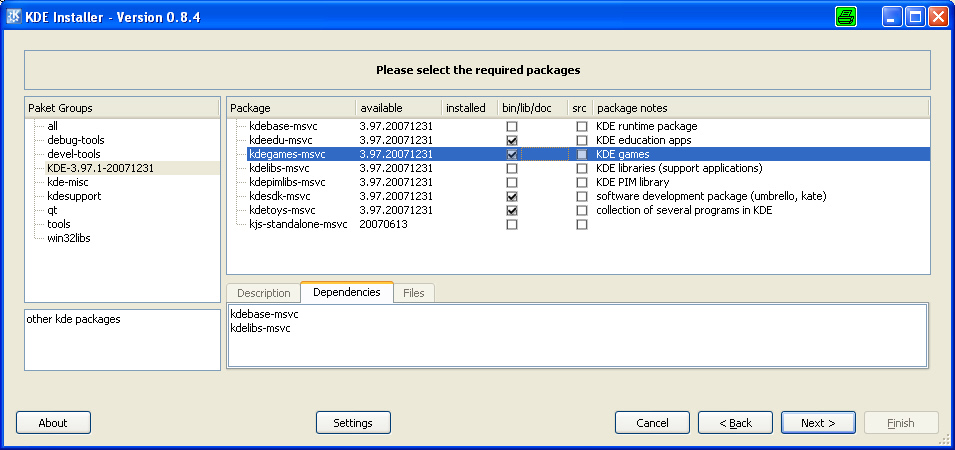 KDE Installer - Version 0.8.4
Please select the required packages
Paket Groups
all
debug-tools
devel-tools
KDE-3.97.1-20071231
kde-misc
kdesupport
qt
tools
win32libs
Package available installed bin/lib/doc src package notes
kdebase-msvc 3.97.20071231 KDE runtime package
kdeedu-msvc 3.97.20071231 KDE education apps
kdegames-msvc 3.97.20071231 KDE games
kdelibs-msvc 3.97.20071231 KDE libraries (support applications)
kdepimlibs-msvc 3.97.20071231 KDE PIM library
kdesdk-msvc 3.97.20071231 software development package (umbrello, kate)
kdetoys-msvc 3.97.20071231 collection of several programs in KDE
kjs-standalone-msvc 20070613
other kde packages
Description Dependencies Files
kdebase-msvc
kdelibs-msvc
About Settings Cancel < Back Next > Finish